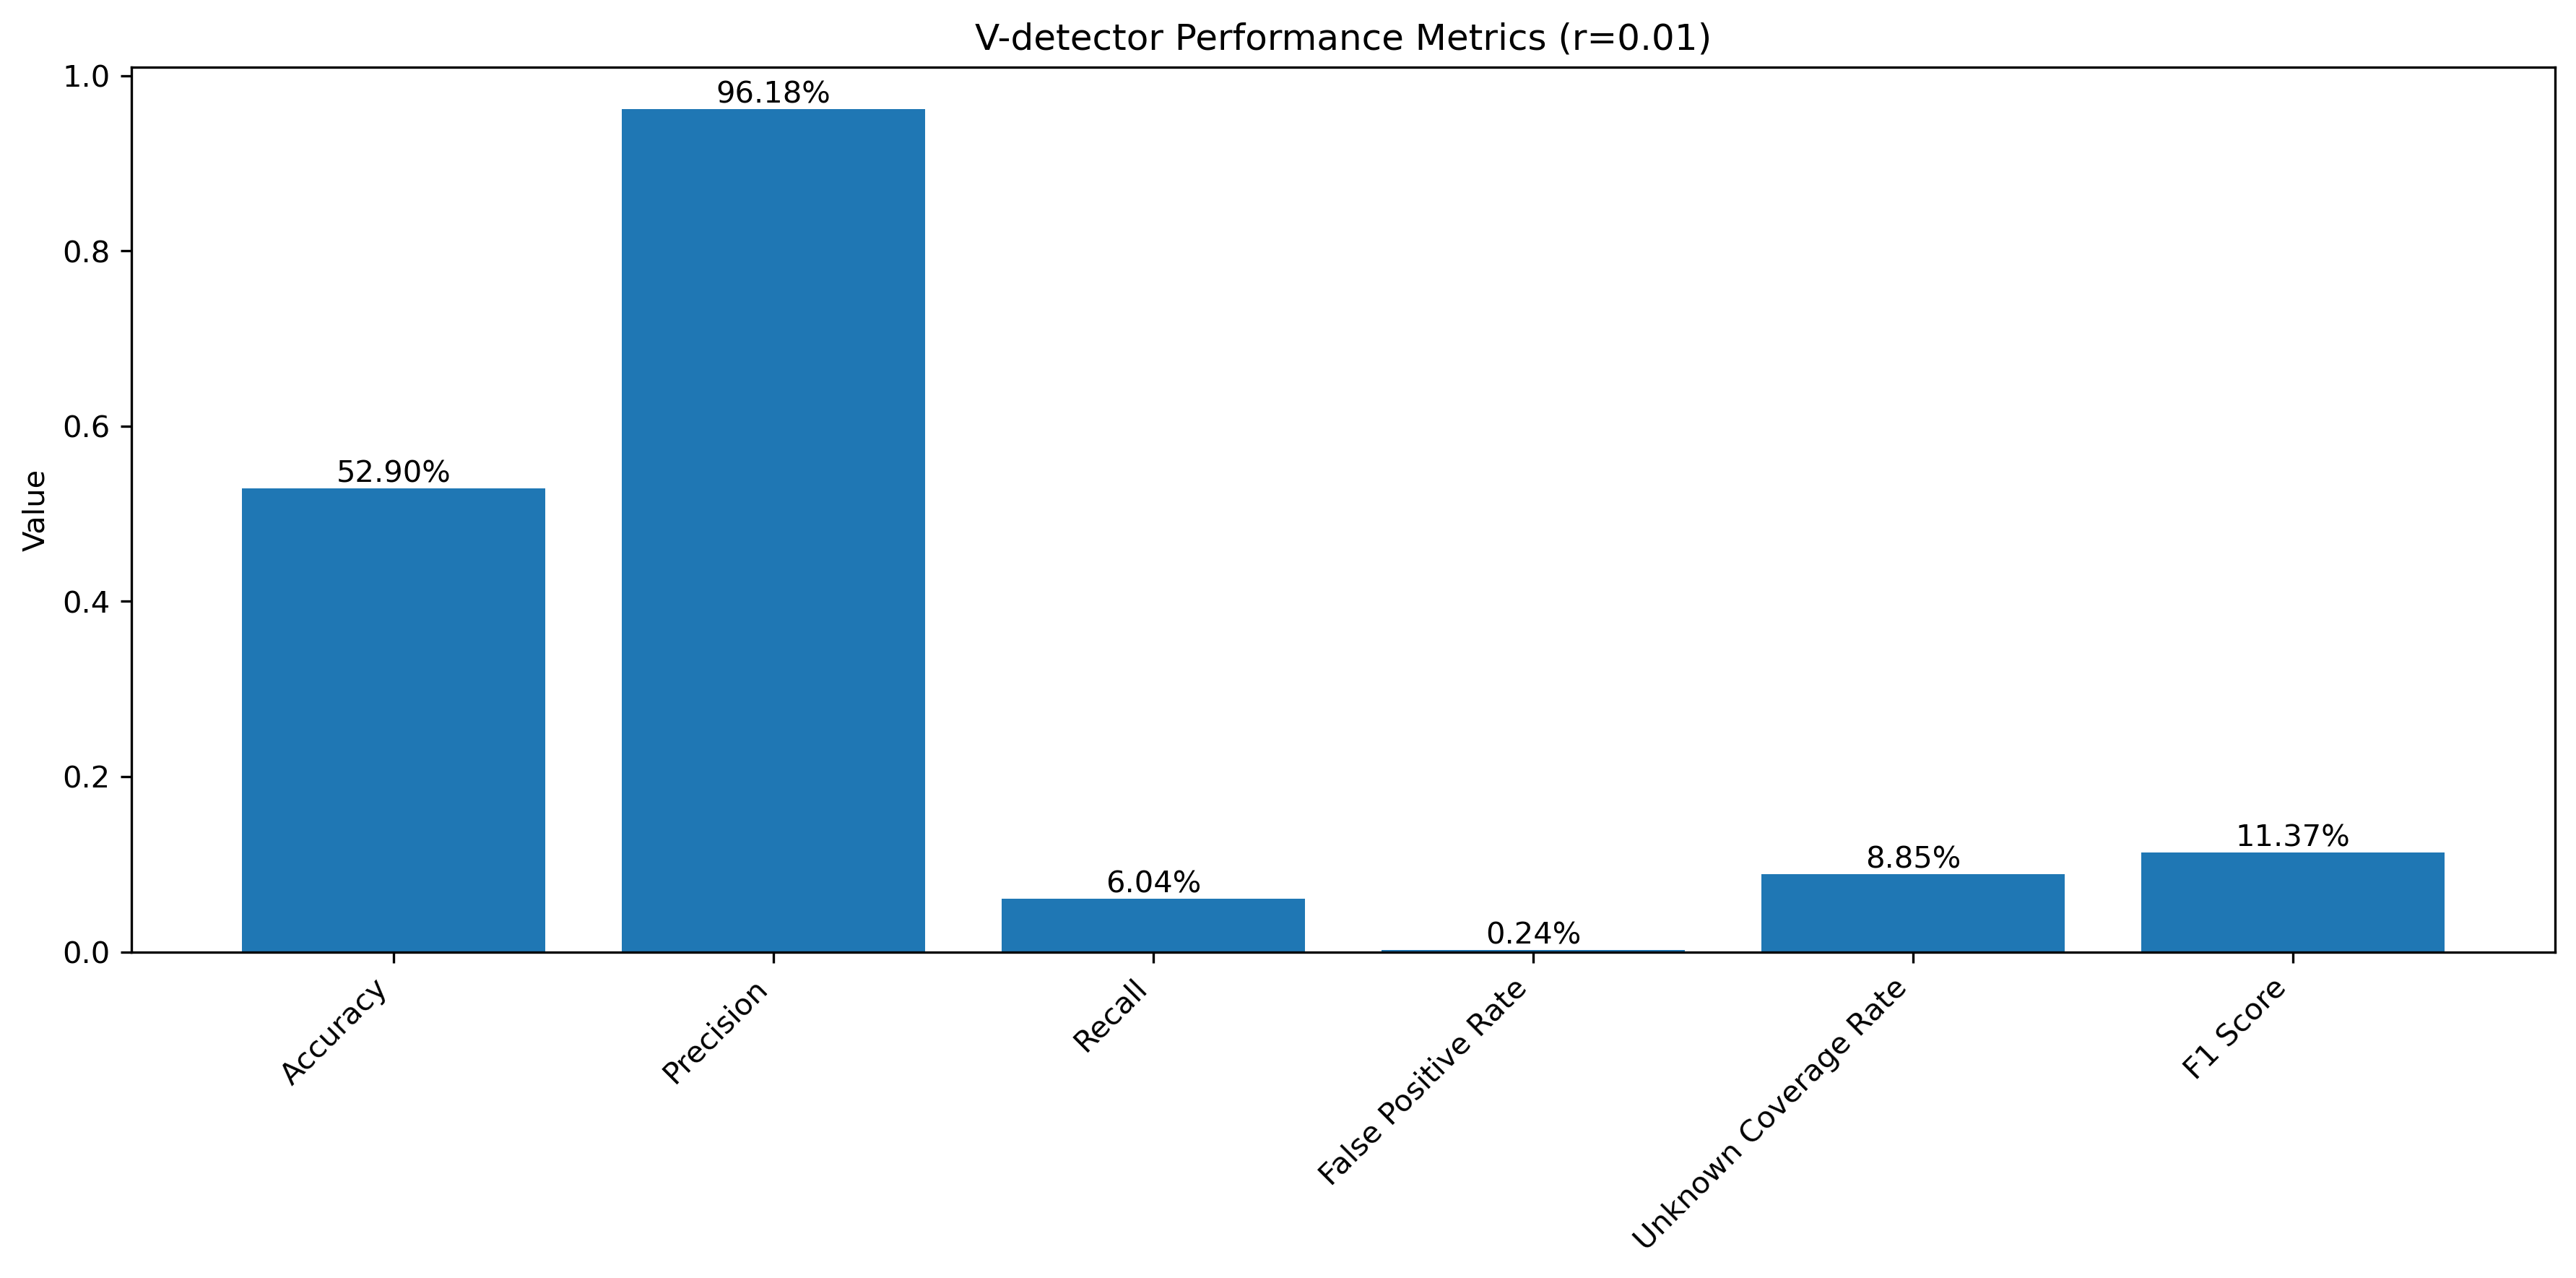 V-detector Performance Metrics (r=0.01)
1.0
0.8
0.6
0.4
0.2
0.0
Value
52.90%
96.18%
6.04%
0.24%
8.85%
11.37%
Accuracy
Precision
Recall
False Positive Rate
Unknown Coverage Rate
F1 Score